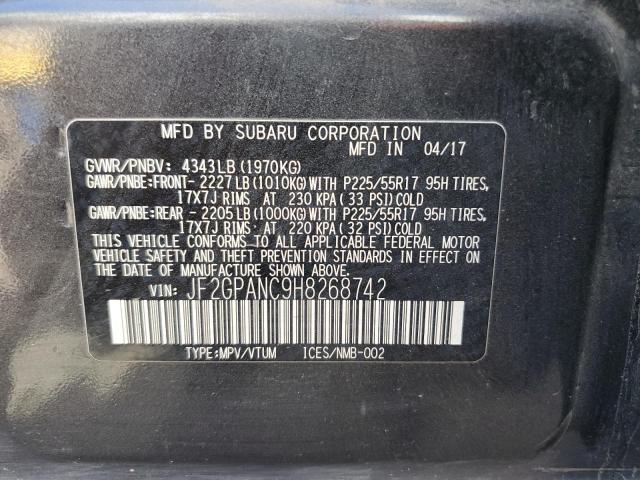 MFD BY SUBARU CORPORATION
MFD IN 04/17
GVWR/PNBV: 4343LB(1970KG)
GAWR/PNBE:FRONT- 2227LB(1010KG)WITH P225/55R17 95H TIRES,
17X7J RIMS AT 230 KPA(33 PSI)COLD
GAWR/PNBE:REAR - 2205LB(1000KG)WITH P225/55R17 95H TIRES,
17X7J RIMS AT 220 KPA(32 PSI)COLD
THIS VEHICLE CONFORMS TO ALL APPLICABLE FEDERAL MOTOR
VEHICLE SAFETY AND THEFT PREVENTION STANDARDS IN EFFECT ON
THE DATE OF MANUFACTURE SHOWN ABOVE.
VIN: JF2GPANC9H8268742
TYPE:MPV/VTUM ICES/NMB-002